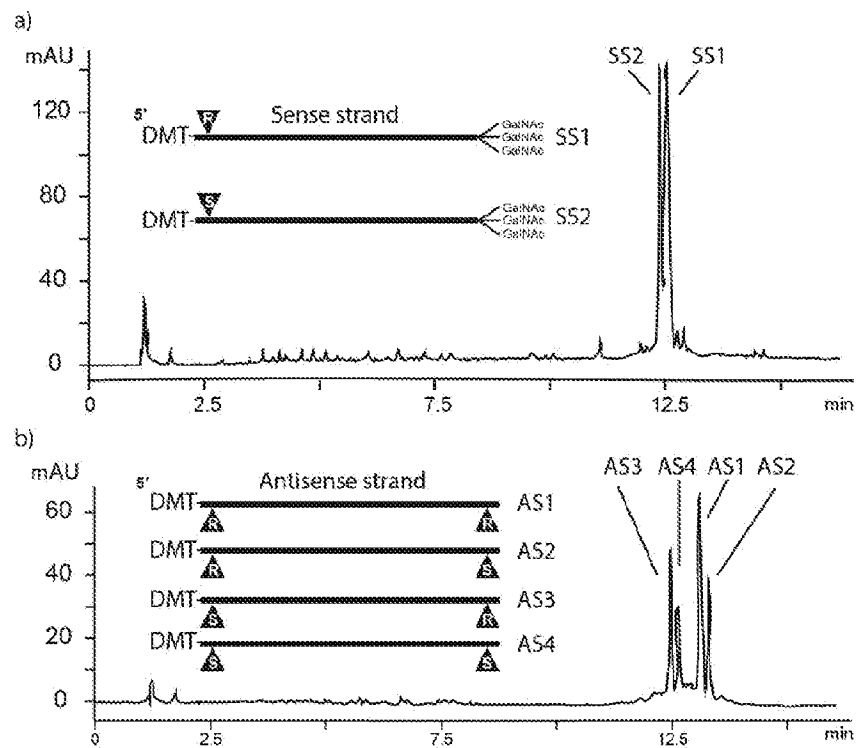 a)
mAU
120
80
40
0
5'
Sense strand
R
DMT
GalNAc
GalNAc
GalNAc
SS1
S
DMT
GalNAc
GalNAc
GalNAc
SS2
SS2 SS1
0 2.5 7.5 12.5 min
b)
mAU
60
40
20
0
5'
Antisense strand
DMT AS1
R R
DMT AS2
R S
DMT AS3
S R
DMT AS4
S S
AS3 AS4 AS1 AS2
0 2.5 7.5 12.5 min